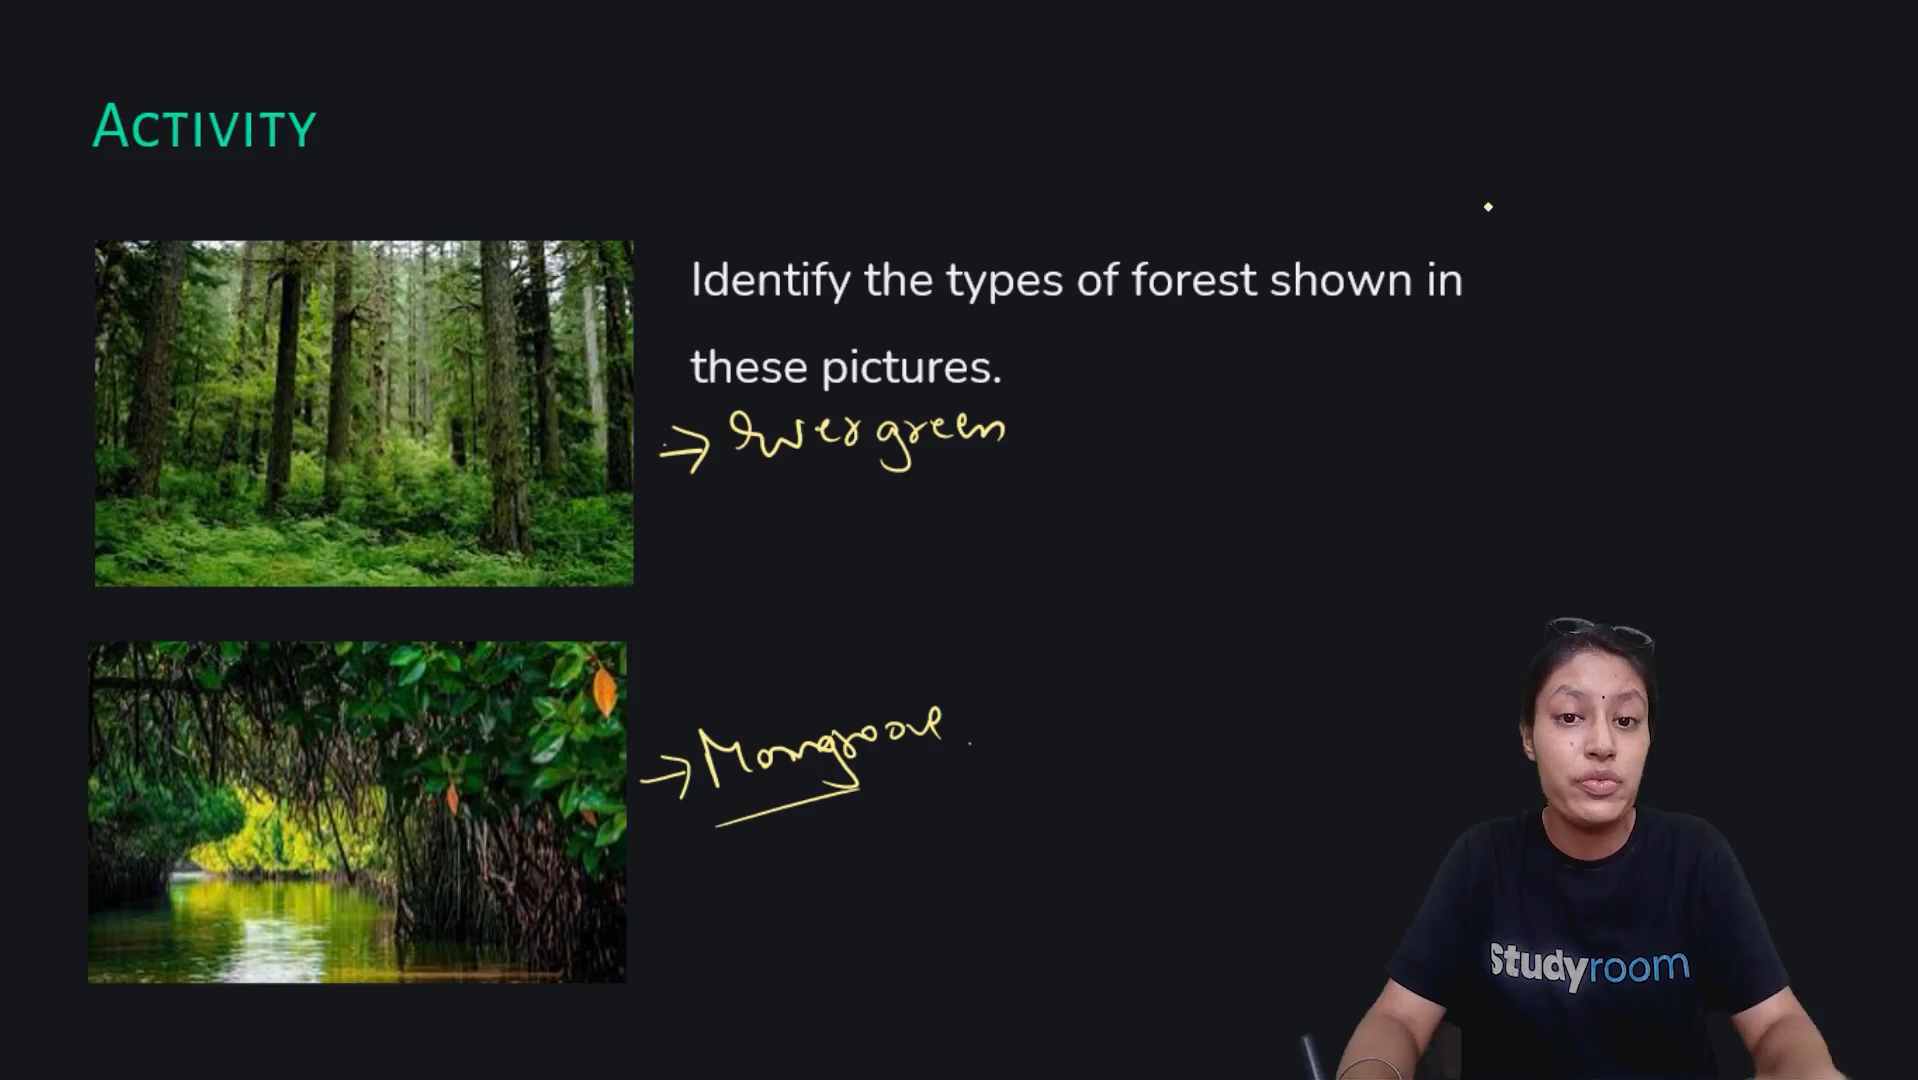 ACTIVITY
Identify the types of forest shown in
these pictures.
→ Evergreen
→ Mangroove
Studyroom